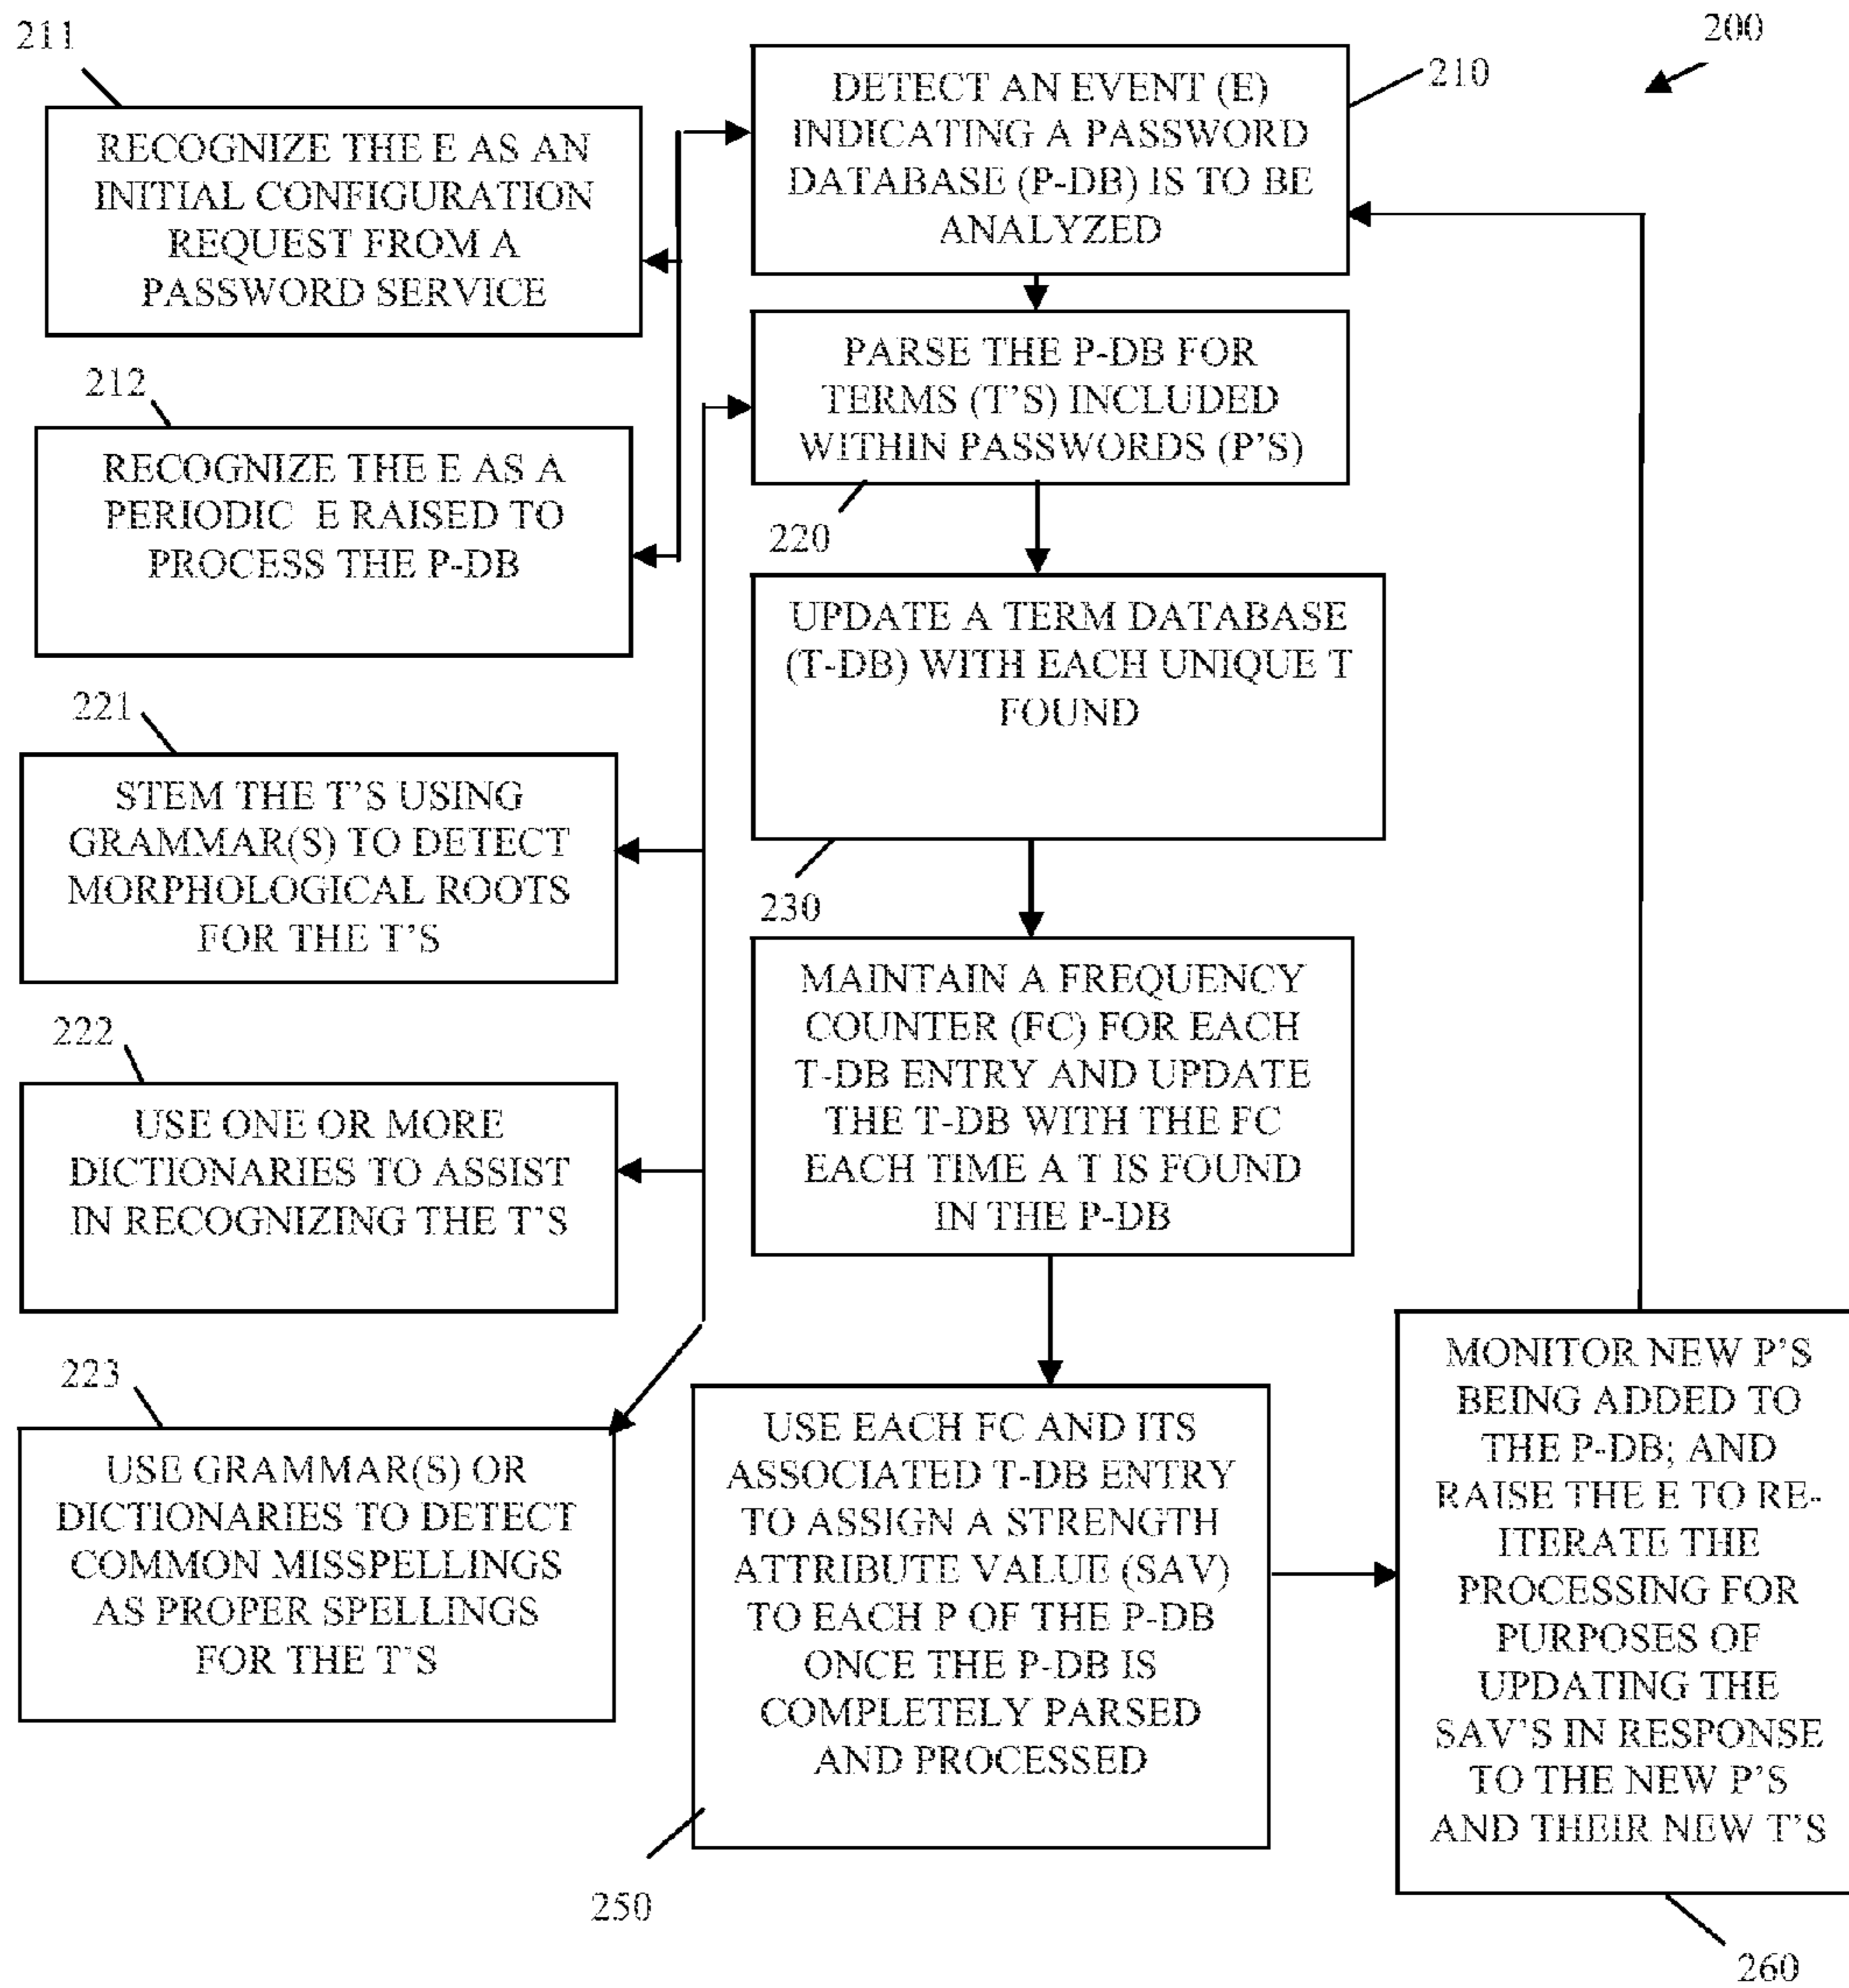 200
210
DETECT AN EVENT (E)
INDICATING A PASSWORD
DATABASE (P-DB) IS TO BE
ANALYZED
211
RECOGNIZE THE E AS AN
INITIAL CONFIGURATION
REQUEST FROM A
PASSWORD SERVICE
212
RECOGNIZE THE E AS A
PERIODIC E RAISED TO
PROCESS THE P-DB
PARSE THE P-DB FOR
TERMS (T'S) INCLUDED
WITHIN PASSWORDS (P'S)
220
221
STEM THE T'S USING
GRAMMAR(S) TO DETECT
MORPHOLOGICAL ROOTS
FOR THE T'S
222
USE ONE OR MORE
DICTIONARIES TO ASSIST
IN RECOGNIZING THE T'S
223
USE GRAMMAR(S) OR
DICTIONARIES TO DETECT
COMMON MISSPELLINGS
AS PROPER SPELLINGS
FOR THE T'S
UPDATE A TERM DATABASE
(T-DB) WITH EACH UNIQUE T
FOUND
230
MAINTAIN A FREQUENCY
COUNTER (FC) FOR EACH
T-DB ENTRY AND UPDATE
THE T-DB WITH THE FC
EACH TIME A T IS FOUND
IN THE P-DB
USE EACH FC AND ITS
ASSOCIATED T-DB ENTRY
TO ASSIGN A STRENGTH
ATTRIBUTE VALUE (SAV)
TO EACH P OF THE P-DB
ONCE THE P-DB IS
COMPLETELY PARSED
AND PROCESSED
250
MONITOR NEW P'S
BEING ADDED TO
THE P-DB; AND
RAISE THE E TO RE-
ITERATE THE
PROCESSING FOR
PURPOSES OF
UPDATING THE
SAV'S IN RESPONSE
TO THE NEW P'S
AND THEIR NEW T'S
260